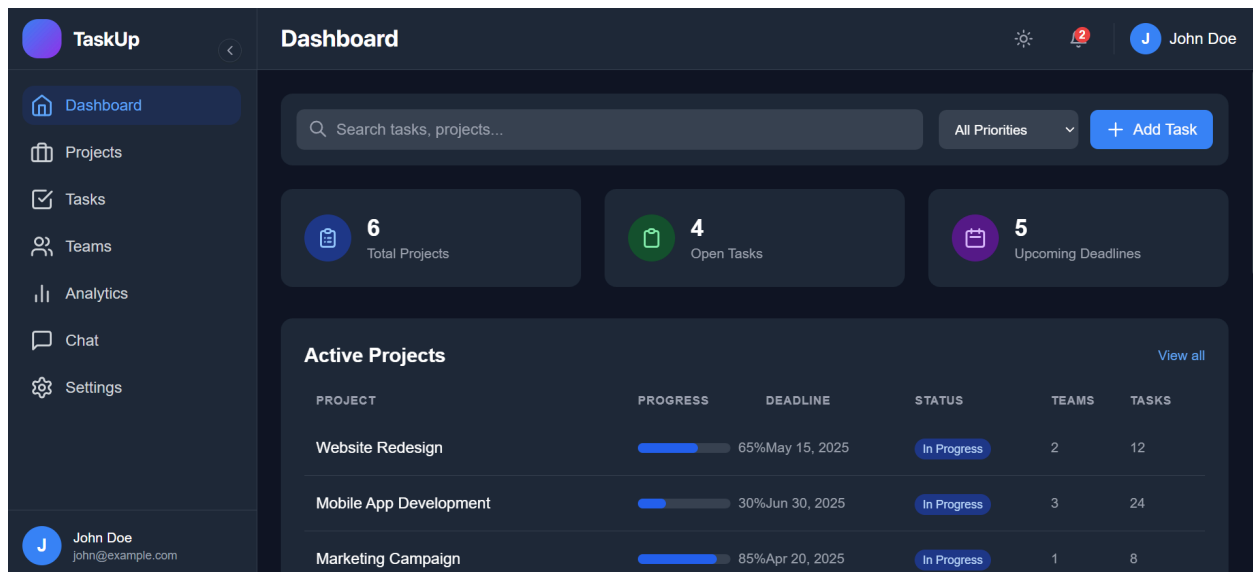 TaskUp
Dashboard
Projects
Tasks
Teams
Analytics
Chat
Settings
J
John Doe
john@example.com
Dashboard
2
J
John Doe
Search tasks, projects...
All Priorities
Add Task
6
Total Projects
4
Open Tasks
5
Upcoming Deadlines
Active Projects
View all
PROJECT PROGRESS DEADLINE STATUS TEAMS TASKS
Website Redesign 65%May 15, 2025 In Progress 2 12
Mobile App Development 30%Jun 30, 2025 In Progress 3 24
Marketing Campaign 85%Apr 20, 2025 In Progress 1 8